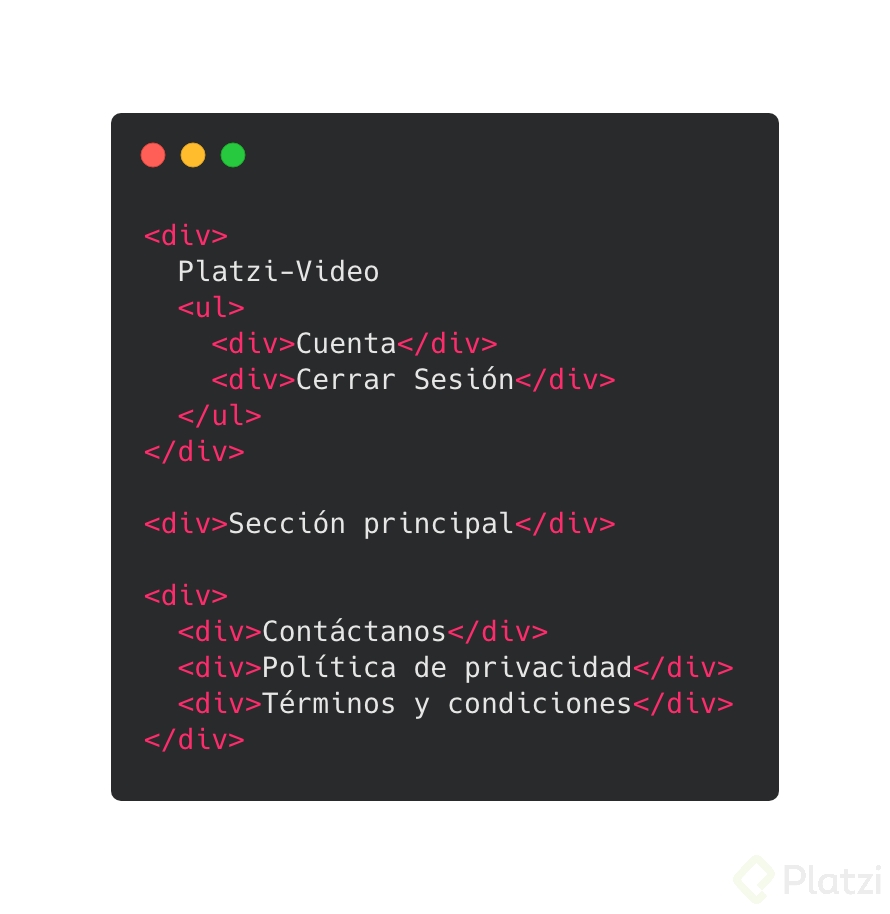 <div>
Platzi-Video
<ul>
<div>Cuenta</div>
<div>Cerrar Sesión</div>
</ul>
</div>
<div>Sección principal</div>
<div>
<div>Contáctanos</div>
<div>Política de privacidad</div>
<div>Términos y condiciones</div>
</div>
Platzi